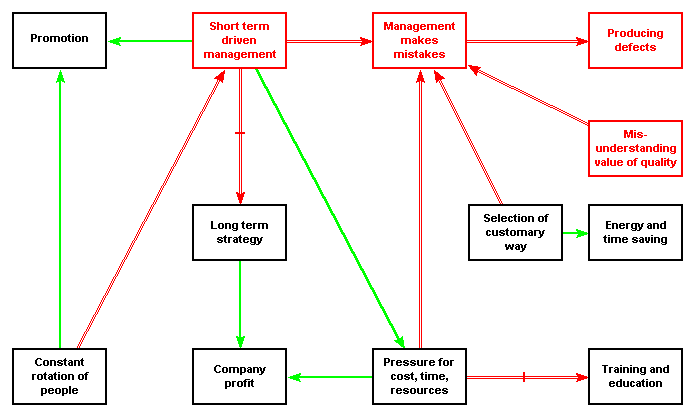 Promotion
Short term
driven
management
Management
makes
mistakes
Producing
defects
Mis-
understanding
value of quality
Long term
strategy
Selection of
customary
way
Energy and
time saving
Constant
rotation of
people
Company
profit
Pressure for
cost, time,
resources
Training and
education